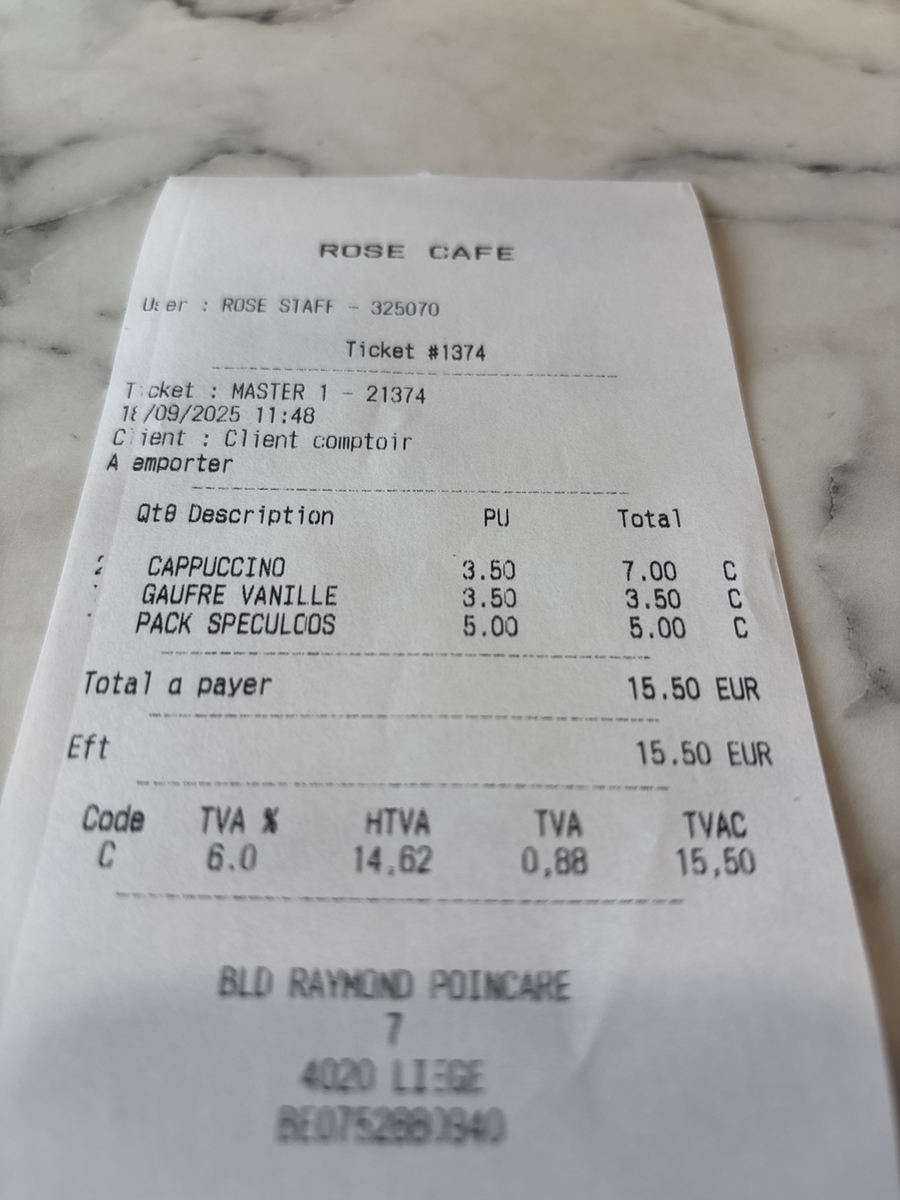 ROSE CAFE
User : ROSE STAFF - 325070
Ticket #1374
Ticket : MASTER 1 - 21374
18/09/2025 11:48
Client : Client comptoir
A emporter
Qté Description PU Total
2 CAPPUCCINO 3.50 7.00 C
GAUFRE VANILLE 3.50 3.50 C
PACK SPECULOOS 5.00 5.00 C
Total a payer 15.50 EUR
Eft 15.50 EUR
Code TVA % HTVA TVA TVAC
C 6.0 14,62 0,88 15,50
BLD RAYMOND POINCARE
7
4020 LIEGE